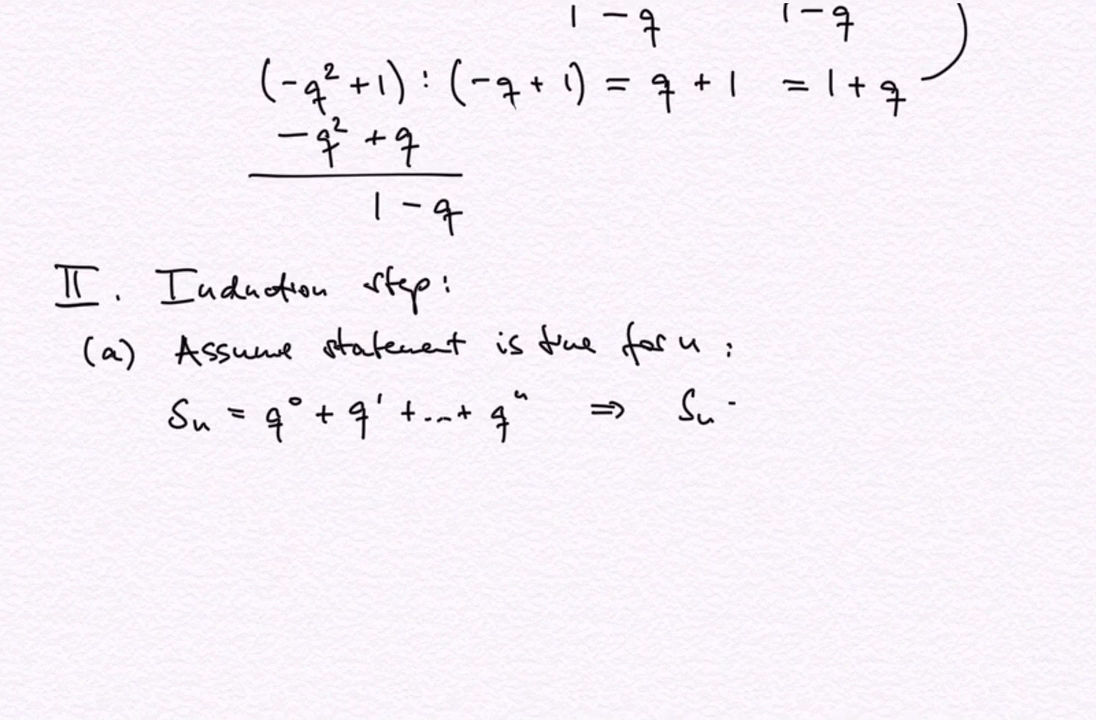 1 - q 1 - q
(-q² + 1) : (-q + 1) = q + 1 = 1 + q
-q² + q
1 - q
II. Induction step:
(a) Assume statement is true for n :
Sₙ = q⁰ + q¹ + ... + qⁿ ⇒ Sₙ -